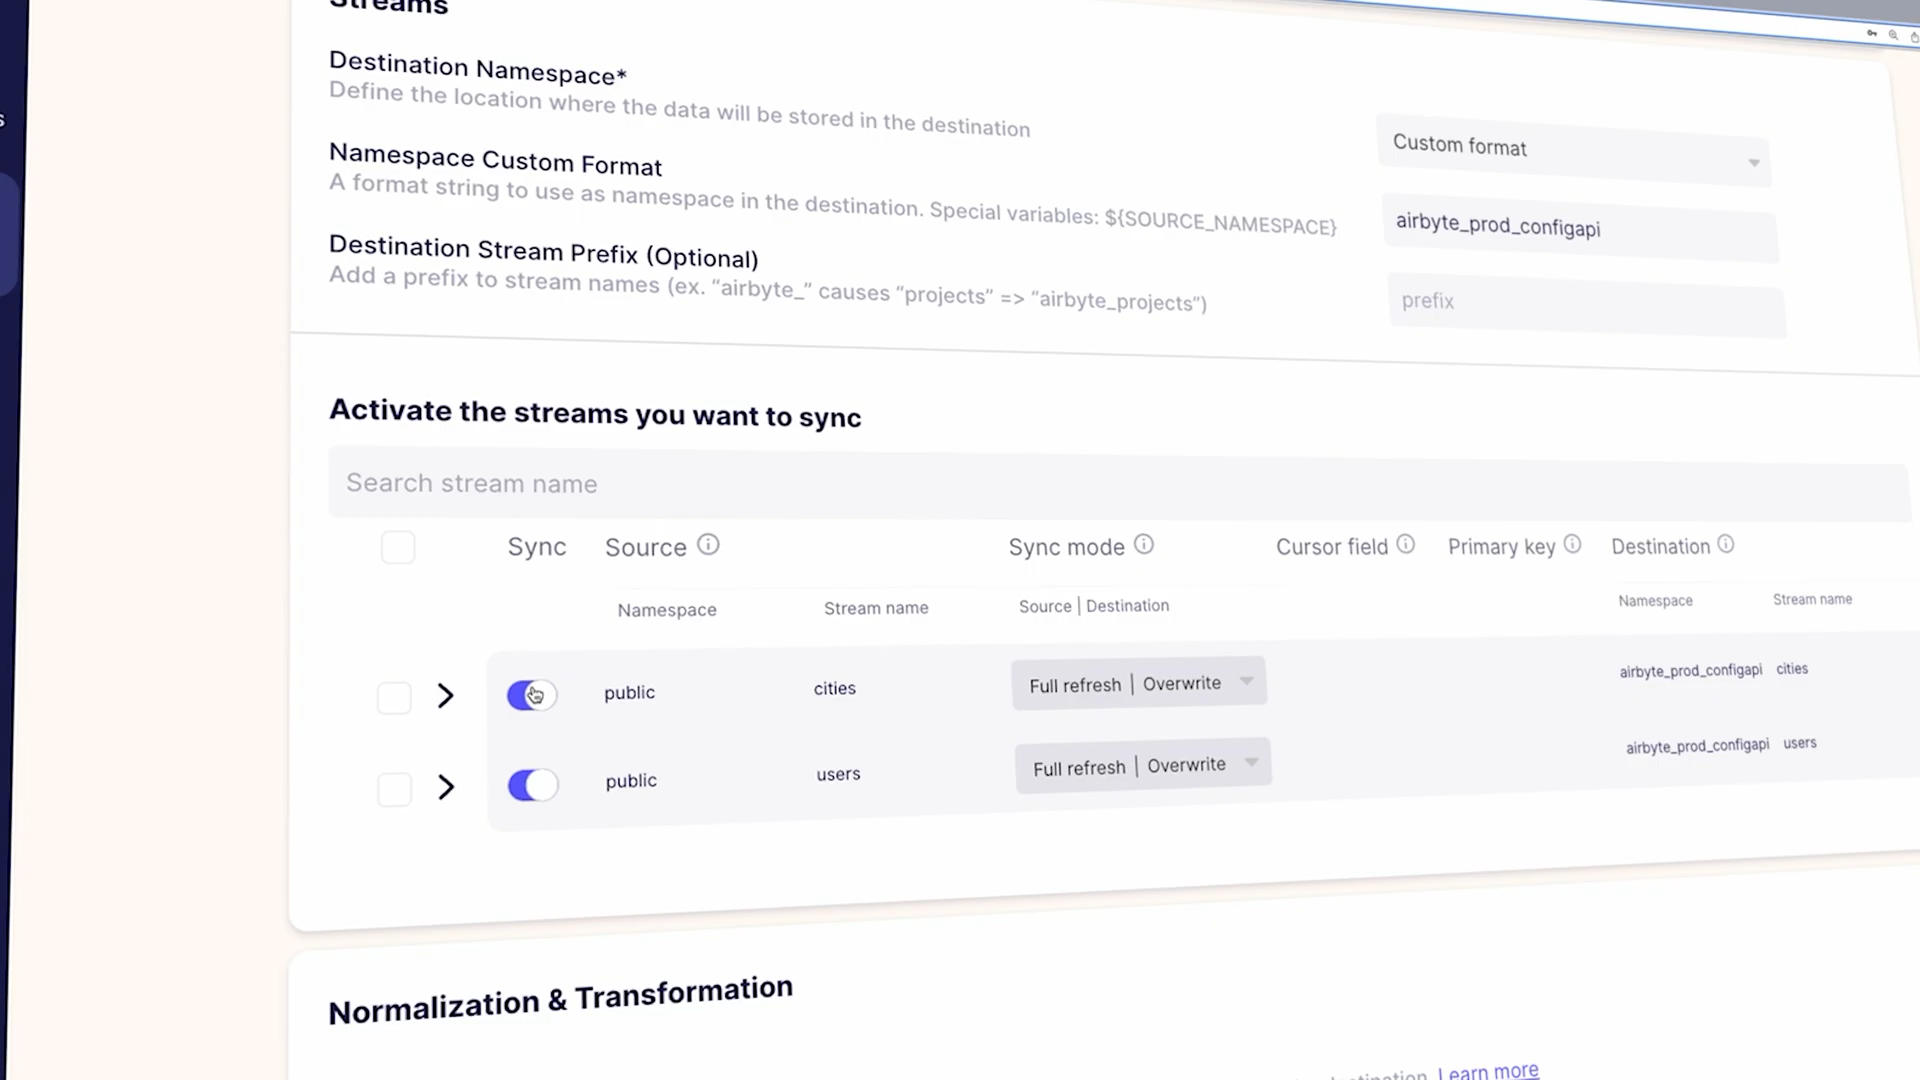 Streams
Destination Namespace*
Define the location where the data will be stored in the destination
Custom format
Namespace Custom Format
A format string to use as namespace in the destination. Special variables: ${SOURCE_NAMESPACE}
airbyte_prod_configapi
Destination Stream Prefix (Optional)
Add a prefix to stream names (ex. “airbyte_” causes “projects” => “airbyte_projects”)
prefix
Activate the streams you want to sync
Search stream name
Sync Source Sync mode Cursor field Primary key Destination
Namespace Stream name Source | Destination Namespace Stream name
public cities Full refresh | Overwrite airbyte_prod_configapi cities
public users Full refresh | Overwrite airbyte_prod_configapi users
Normalization & Transformation
Learn more